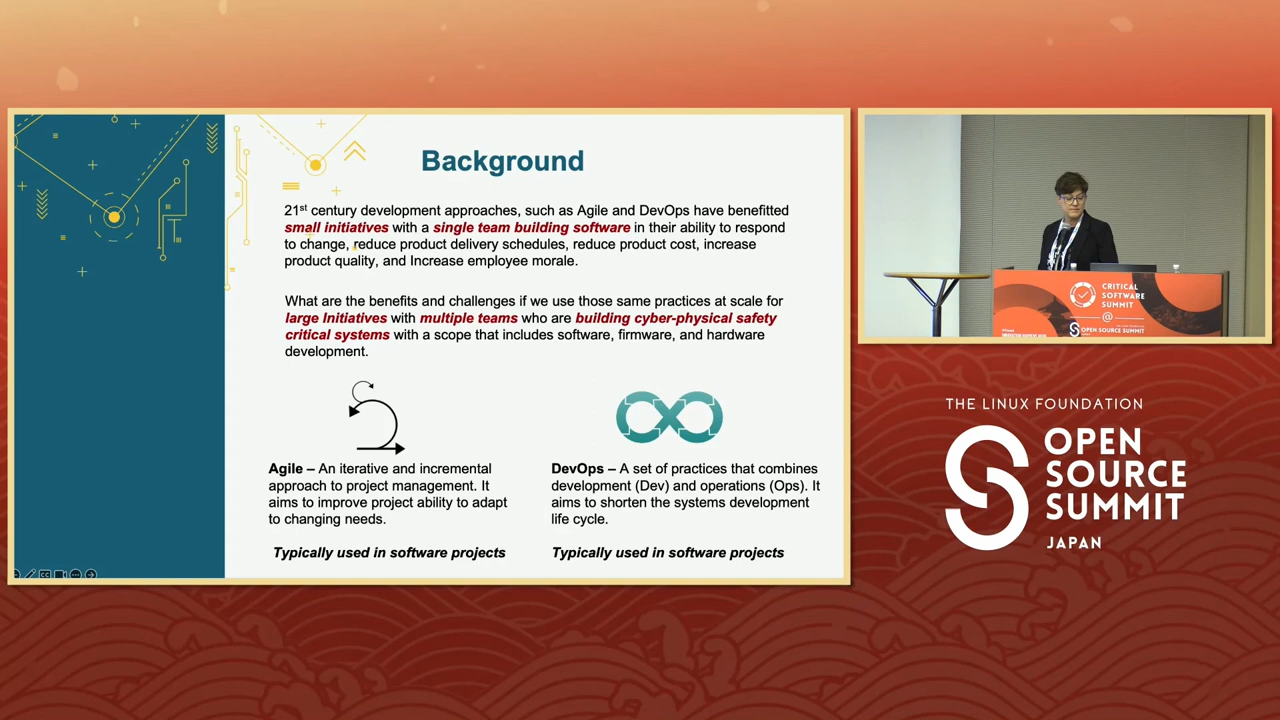 Background
21st century development approaches, such as Agile and DevOps have benefitted
small initiatives with a single team building software in their ability to respond
to change, reduce product delivery schedules, reduce product cost, increase
product quality, and Increase employee morale.
What are the benefits and challenges if we use those same practices at scale for
large Initiatives with multiple teams who are building cyber-physical safety
critical systems with a scope that includes software, firmware, and hardware
development.
Agile – An iterative and incremental
approach to project management. It
aims to improve project ability to adapt
to changing needs.
Typically used in software projects
DevOps – A set of practices that combines
development (Dev) and operations (Ops). It
aims to shorten the systems development
life cycle.
Typically used in software projects
CRITICAL
SOFTWARE
SUMMIT
@
OPEN SOURCE SUMMIT
THE LINUX FOUNDATION
OPEN
SOURCE
SUMMIT
JAPAN